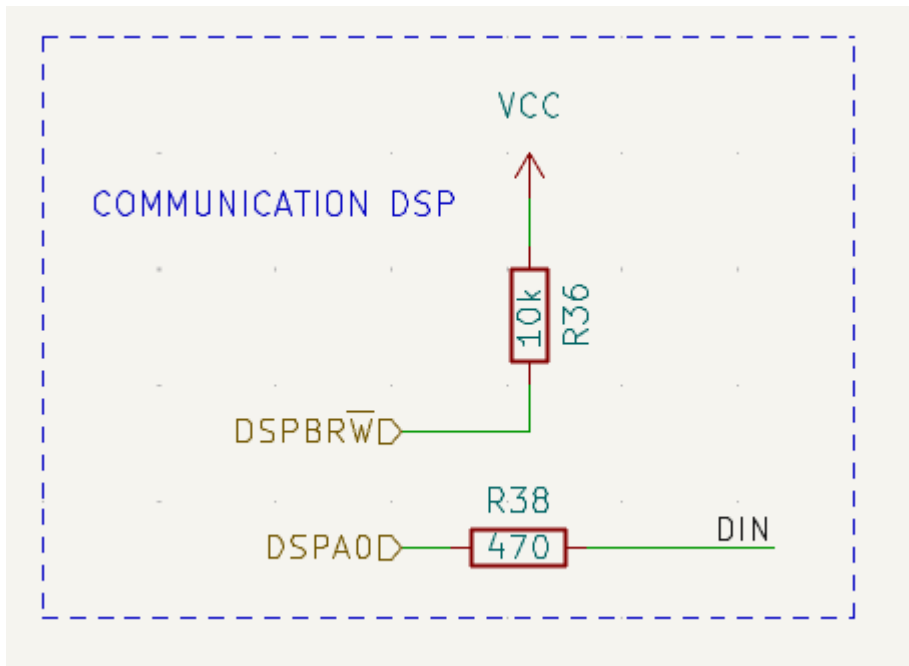 VCC
COMMUNICATION DSP
10k
R36
DSPBRW̅
R38
DIN
DSPA0
470